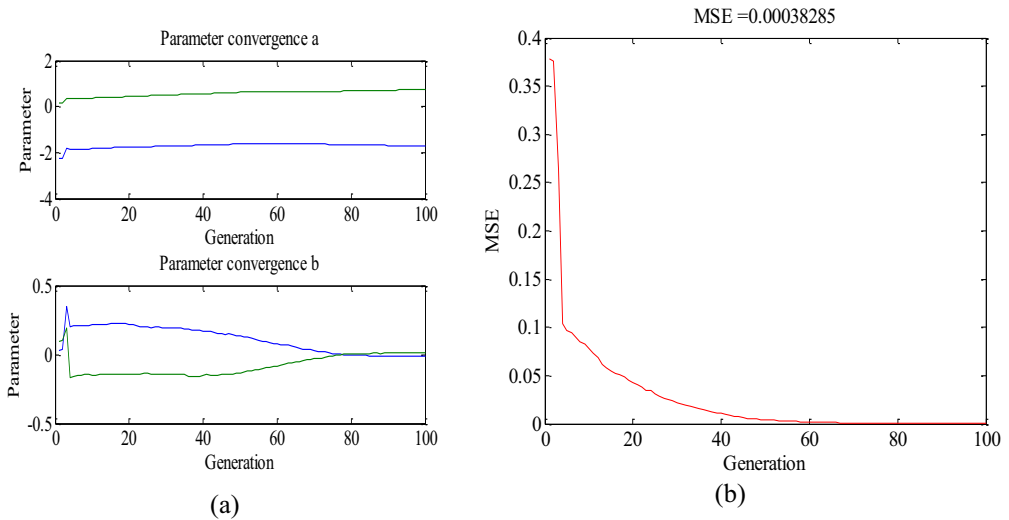 Parameter convergence a
2
0
-2
-4
Parameter
0 20 40 60 80 100
Generation
Parameter convergence b
0.5
0
-0.5
Parameter
0 20 40 60 80 100
Generation
(a)
MSE =0.00038285
0.4
0.35
0.3
0.25
0.2
0.15
0.1
0.05
0
MSE
0 20 40 60 80 100
Generation
(b)